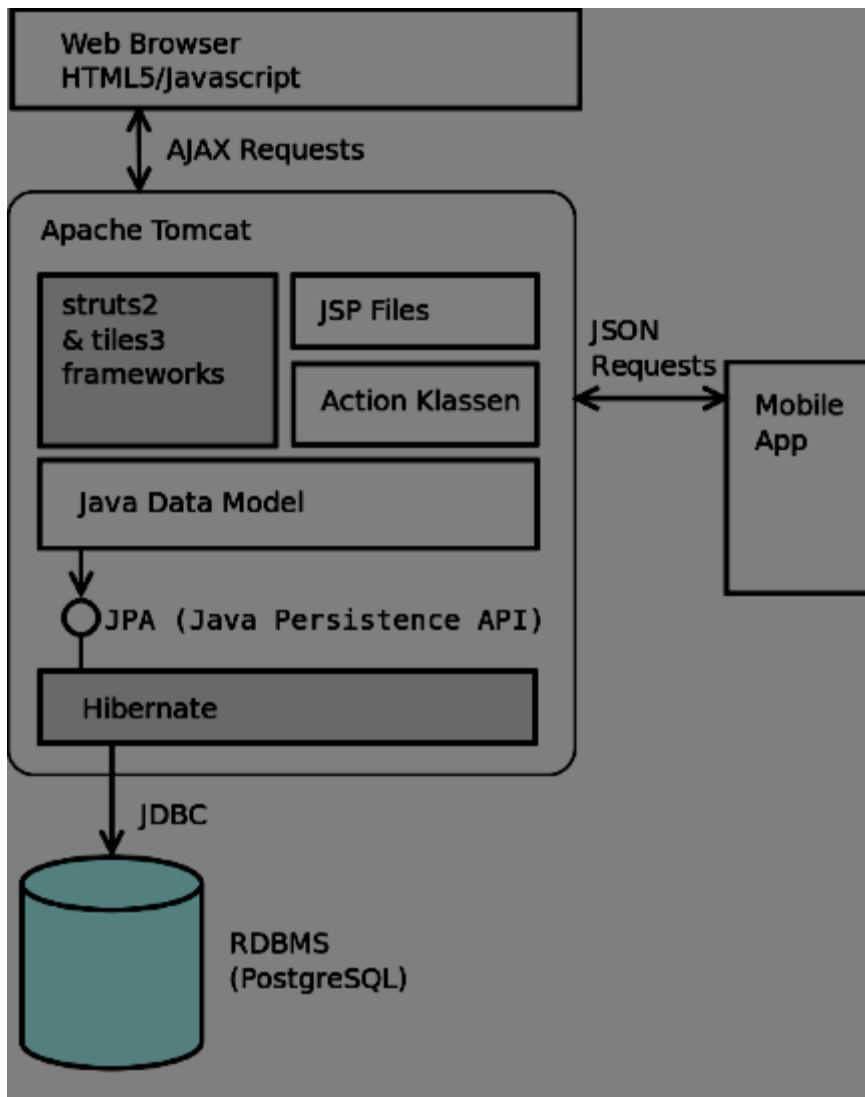 Web Browser
HTML5/Javascript
AJAX Requests
Apache Tomcat
struts2
& tiles3
frameworks
JSP Files
Action Klassen
JSON
Requests
Mobile
App
Java Data Model
JPA (Java Persistence API)
Hibernate
JDBC
RDBMS
(PostgreSQL)